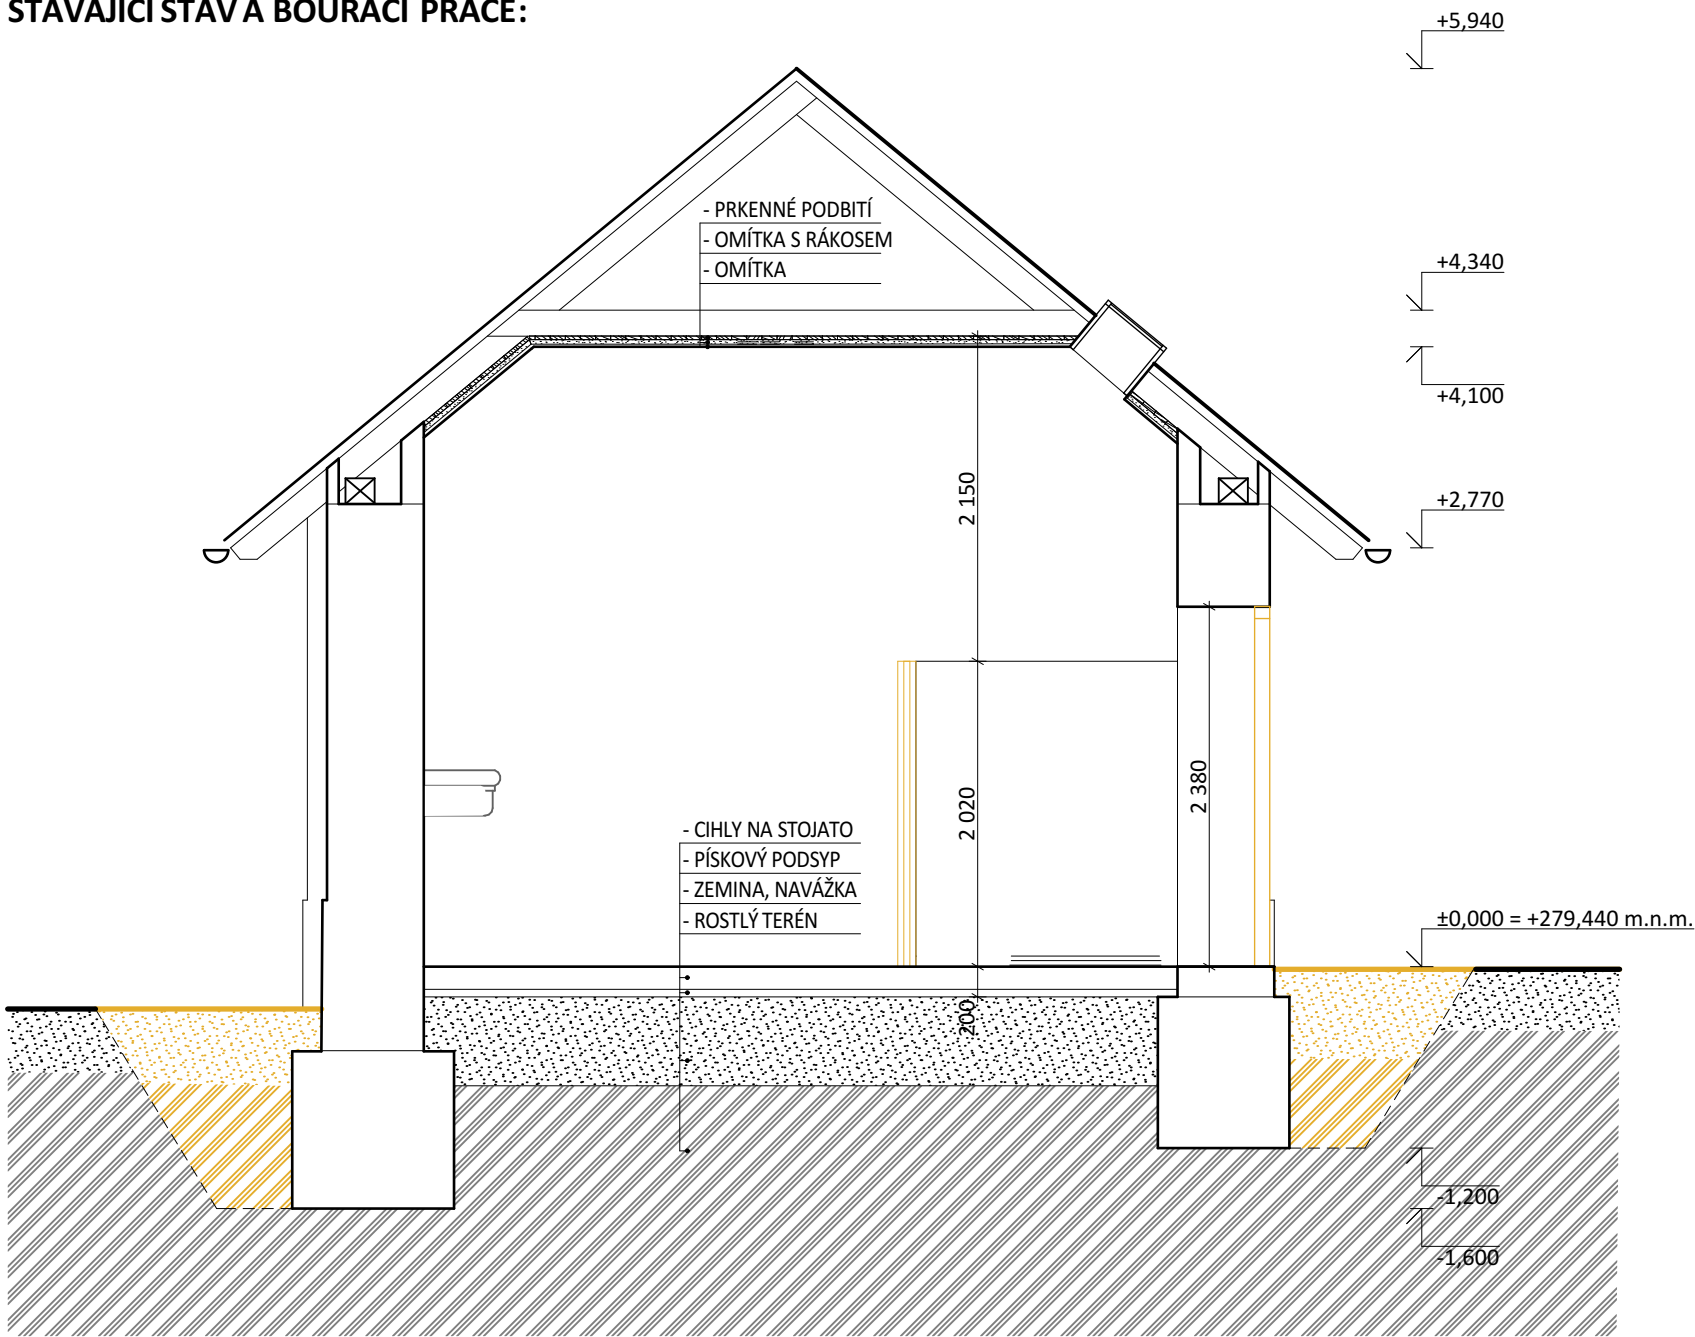 STÁVAJÍCÍ STAV A BOURACÍ PRÁCE:
+5,940
- PRKENNÉ PODBITÍ
- OMÍTKA S RÁKOSEM
- OMÍTKA
+4,340
+4,100
+2,770
2 150
2 020
2 380
200
- CIHLY NA STOJATO
- PÍSKOVÝ PODSYP
- ZEMINA, NAVÁŽKA
- ROSTLÝ TERÉN
±0,000 = +279,440 m.n.m.
-1,200
-1,600